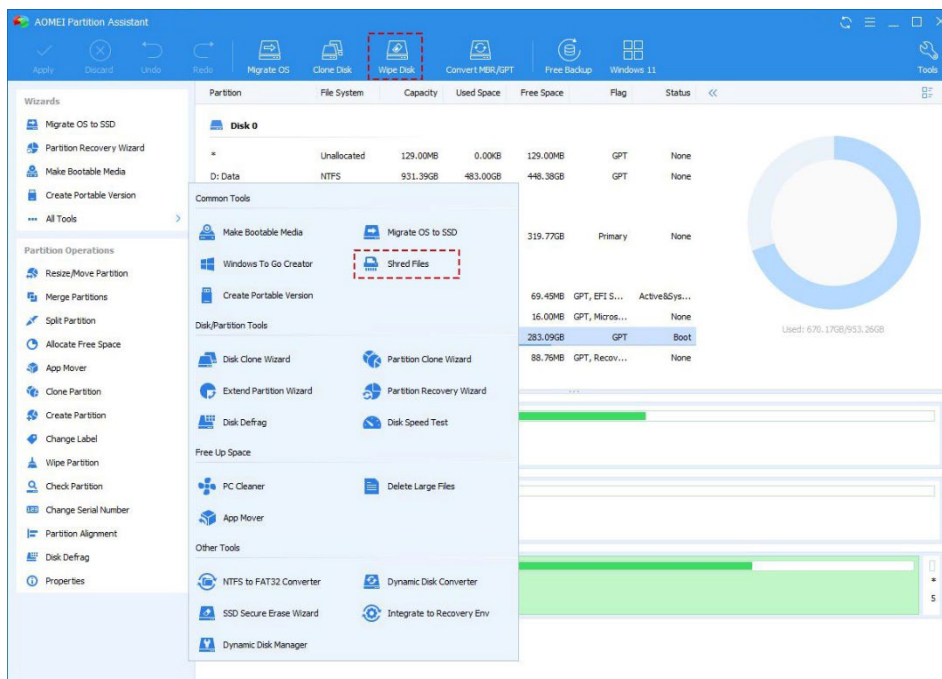 AOMEI Partition Assistant
Apply Discard Undo Redo Migrate OS Clone Disk Wipe Disk Convert MBR/GPT Free Backup Windows 11 Tools
Wizards
Migrate OS to SSD
Partition Recovery Wizard
Make Bootable Media
Create Portable Version
All Tools
Partition Operations
Resize/Move Partition
Merge Partitions
Split Partition
Allocate Free Space
App Mover
Clone Partition
Create Partition
Change Label
Wipe Partition
Check Partition
Change Serial Number
Partition Alignment
Disk Defrag
Properties
Partition File System Capacity Used Space Free Space Flag Status
Disk 0
* Unallocated 129.00MB 0.00KB 129.00MB GPT None
D: Data NTFS 931.39GB 483.00GB 448.38GB GPT None
319.77GB Primary None
69.45MB GPT, EFI S... Active&Sys...
16.00MB GPT, Micros... None
283.09GB GPT Boot
88.76MB GPT, Recov... None
Common Tools
Make Bootable Media Migrate OS to SSD
Windows To Go Creator Shred Files
Create Portable Version
Disk/Partition Tools
Disk Clone Wizard Partition Clone Wizard
Extend Partition Wizard Partition Recovery Wizard
Disk Defrag Disk Speed Test
Free Up Space
PC Cleaner Delete Large Files
App Mover
Other Tools
NTFS to FAT32 Converter Dynamic Disk Converter
SSD Secure Erase Wizard Integrate to Recovery Env
Dynamic Disk Manager
Used: 670.17GB/953.26GB
*
5